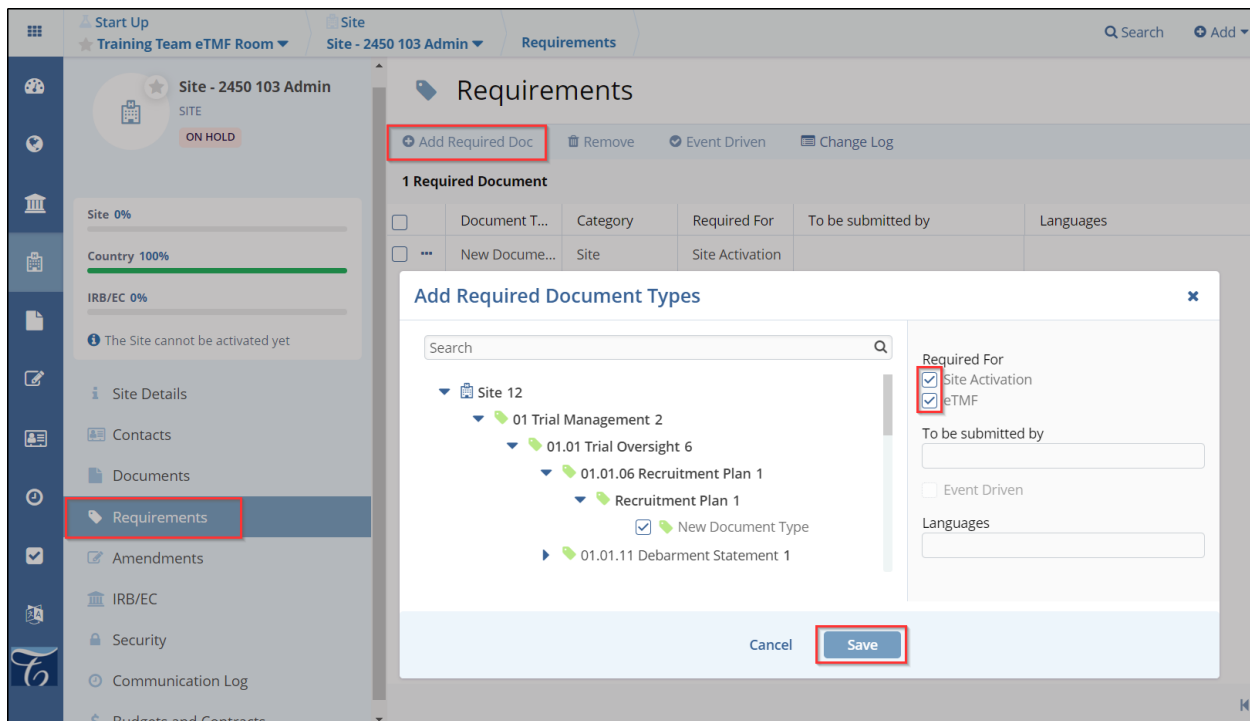 Start Up
Training Team eTMF Room
Site
Site - 2450 103 Admin
Requirements
Search
Add
Site - 2450 103 Admin
SITE
ON HOLD
Site 0%
Country 100%
IRB/EC 0%
The Site cannot be activated yet
Site Details
Contacts
Documents
Requirements
Amendments
IRB/EC
Security
Communication Log
Budgets and Contracts
Requirements
Add Required Doc
Remove
Event Driven
Change Log
1 Required Document
Document T...
Category
Required For
To be submitted by
Languages
New Docume...
Site
Site Activation
Add Required Document Types
Search
Site 12
01 Trial Management 2
01.01 Trial Oversight 6
01.01.06 Recruitment Plan 1
Recruitment Plan 1
New Document Type
01.01.11 Debarment Statement 1
Required For
Site Activation
eTMF
To be submitted by
Event Driven
Languages
Cancel
Save